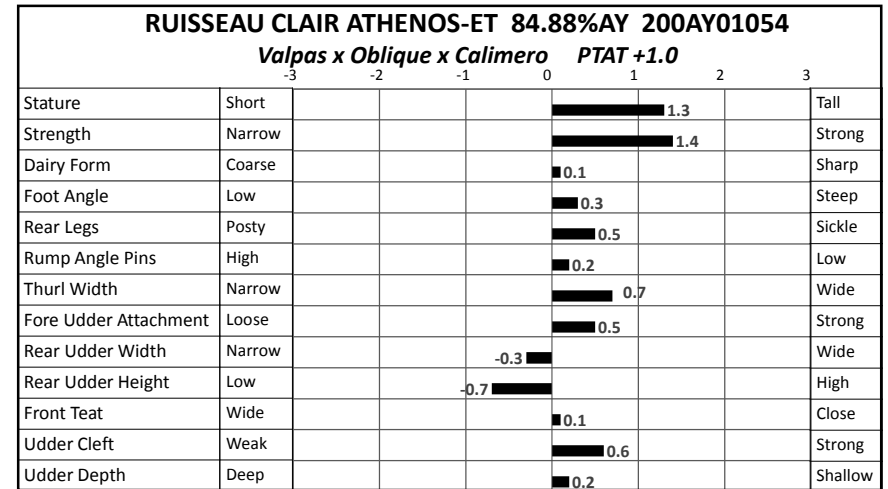 RUISSEAU CLAIR ATHENOS-ET 84.88%AY 200AY01054
Valpas x Oblique x Calimero PTAT +1.0
-3 -2 -1 0 1 2 3
Stature Short 1.3 Tall
Strength Narrow 1.4 Strong
Dairy Form Coarse 0.1 Sharp
Foot Angle Low 0.3 Steep
Rear Legs Posty 0.5 Sickle
Rump Angle Pins High 0.2 Low
Thurl Width Narrow 0.7 Wide
Fore Udder Attachment Loose 0.5 Strong
Rear Udder Width Narrow -0.3 Wide
Rear Udder Height Low -0.7 High
Front Teat Wide 0.1 Close
Udder Cleft Weak 0.6 Strong
Udder Depth Deep 0.2 Shallow